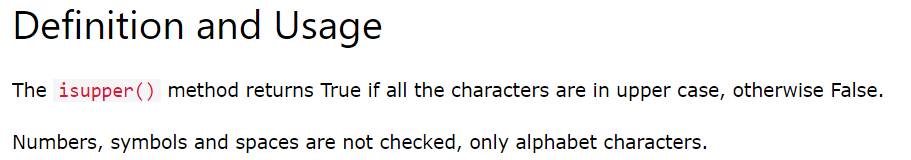 Definition and Usage
The isupper() method returns True if all the characters are in upper case, otherwise False.
Numbers, symbols and spaces are not checked, only alphabet characters.